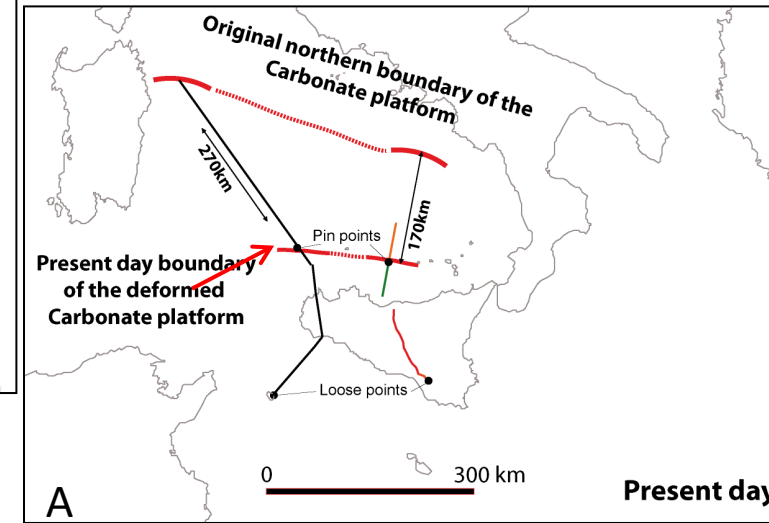 Original northern boundary of the
Carbonate platform
270km
170km
Pin points
Present day boundary
of the deformed
Carbonate platform
Loose points
0 300 km
A
Present day